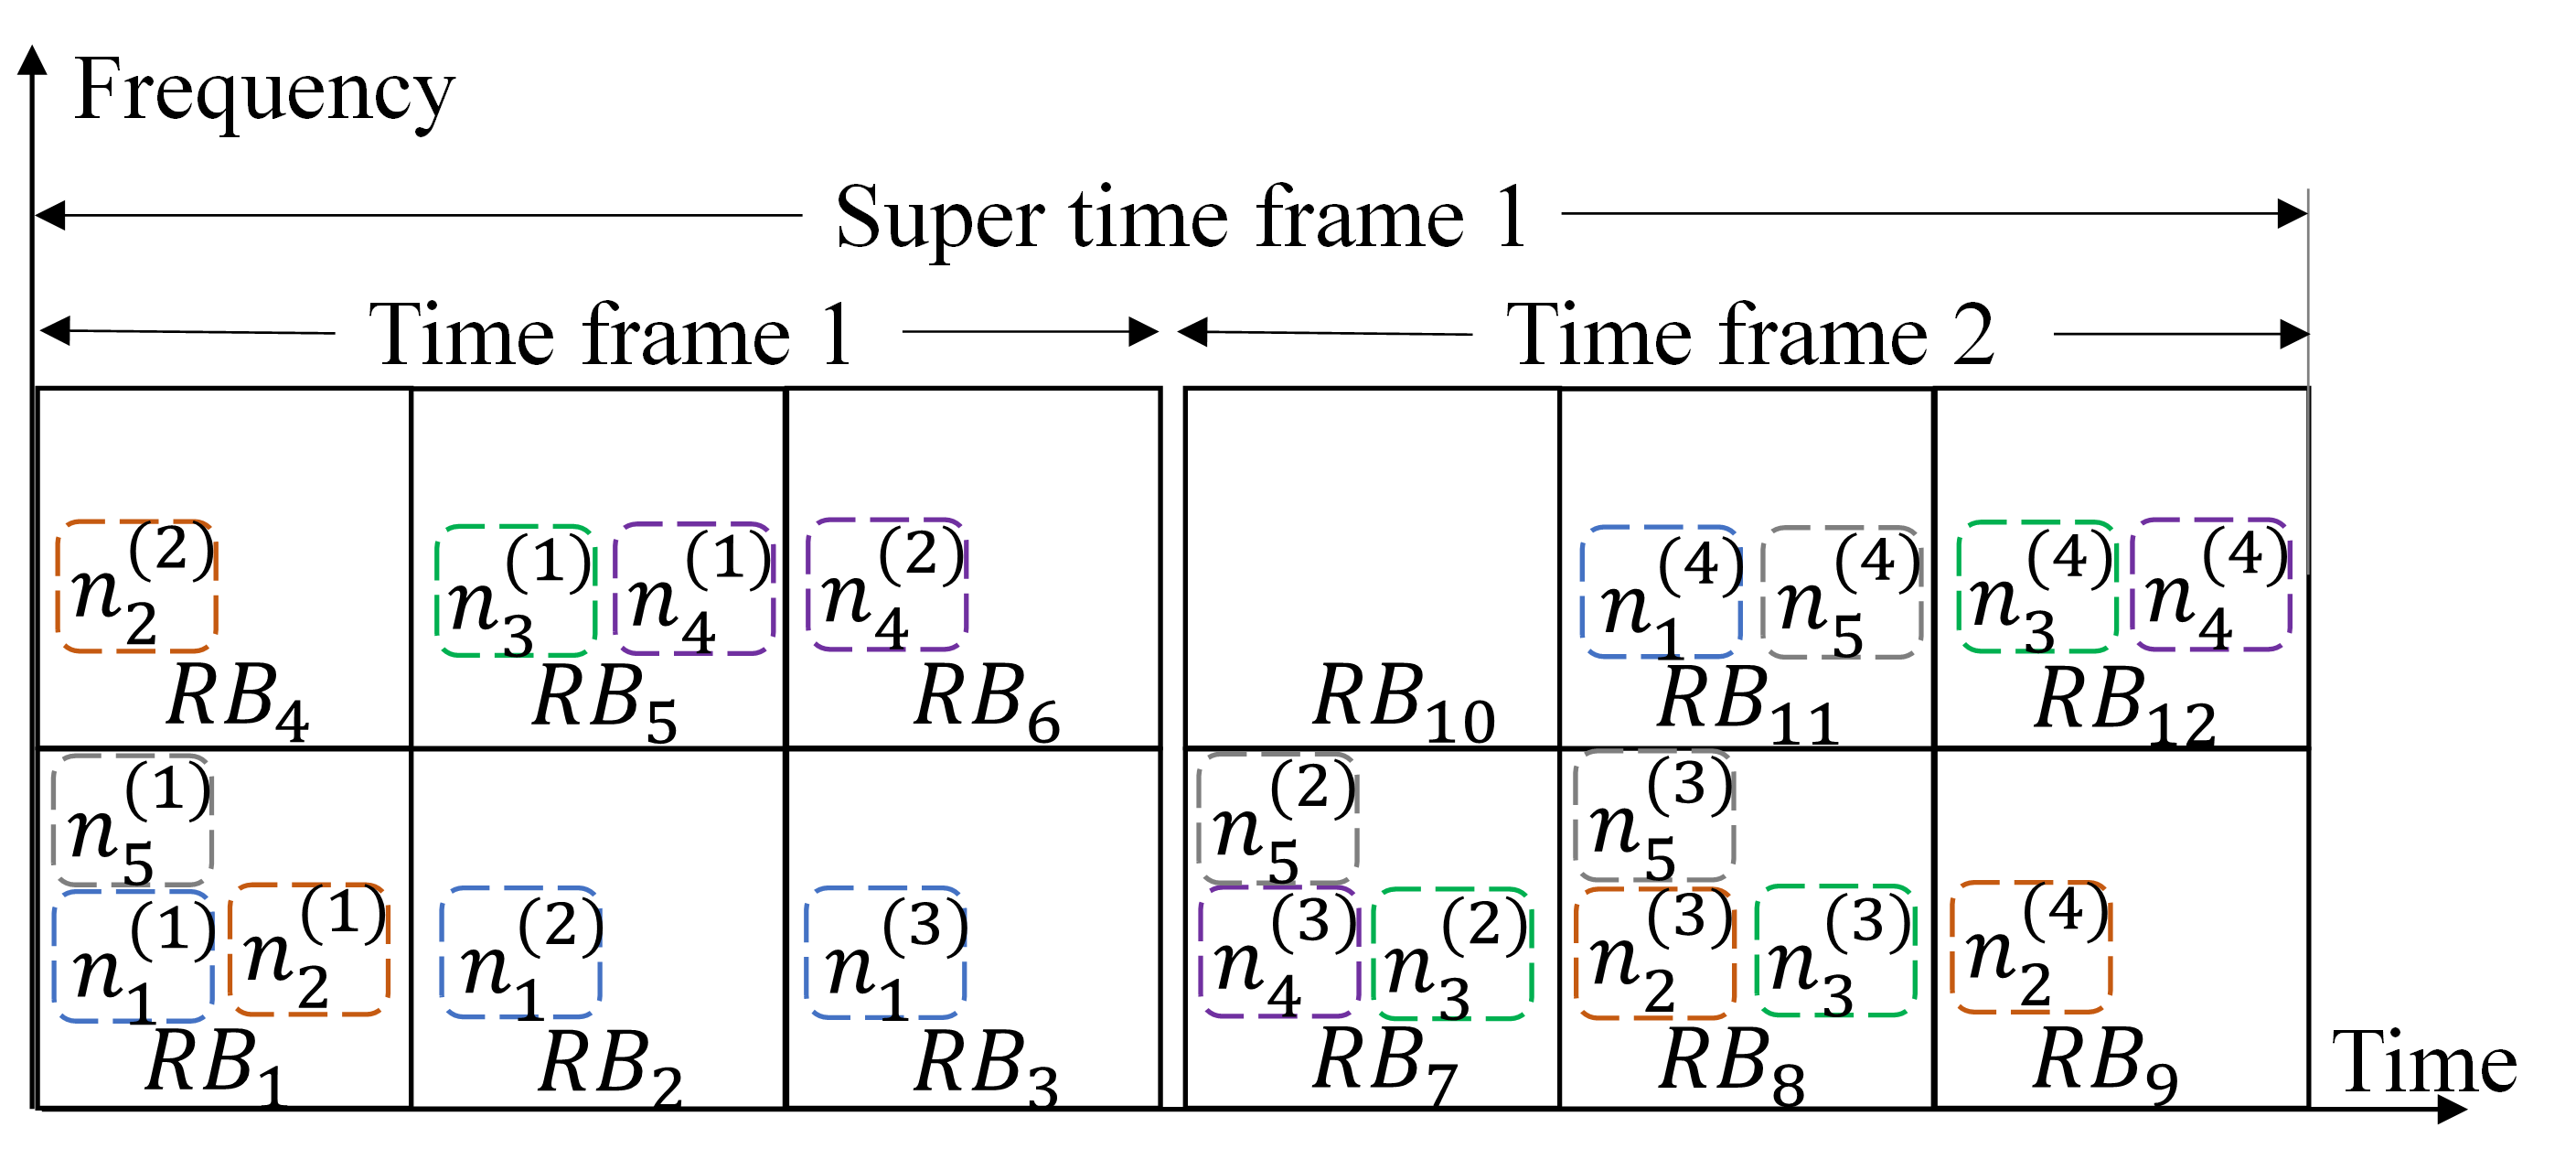 Frequency
Super time frame 1
Time frame 1 Time frame 2
n_2^{(2)} n_3^{(1)} n_4^{(1)} n_4^{(2)} n_1^{(4)} n_5^{(4)} n_3^{(4)} n_4^{(4)}
RB_4 RB_5 RB_6 RB_{10} RB_{11} RB_{12}
n_5^{(1)} n_5^{(2)} n_5^{(3)}
n_1^{(1)} n_2^{(1)} n_1^{(2)} n_1^{(3)} n_4^{(3)} n_3^{(2)} n_2^{(3)} n_3^{(3)} n_2^{(4)}
RB_1 RB_2 RB_3 RB_7 RB_8 RB_9 Time